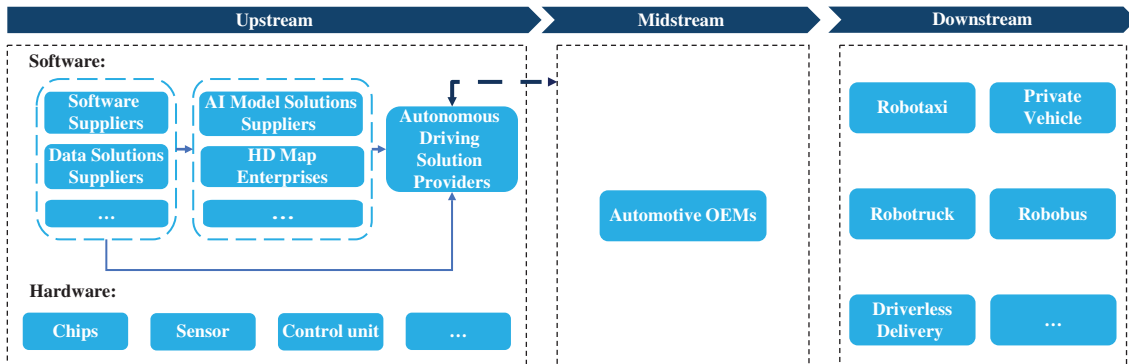 Upstream
Midstream
Downstream
Software:
Software
Suppliers
Data Solutions
Suppliers
...
AI Model Solutions
Suppliers
HD Map
Enterprises
...
Autonomous
Driving
Solution
Providers
Hardware:
Chips
Sensor
Control unit
...
Automotive OEMs
Robotaxi
Private
Vehicle
Robotruck
Robobus
Driverless
Delivery
...